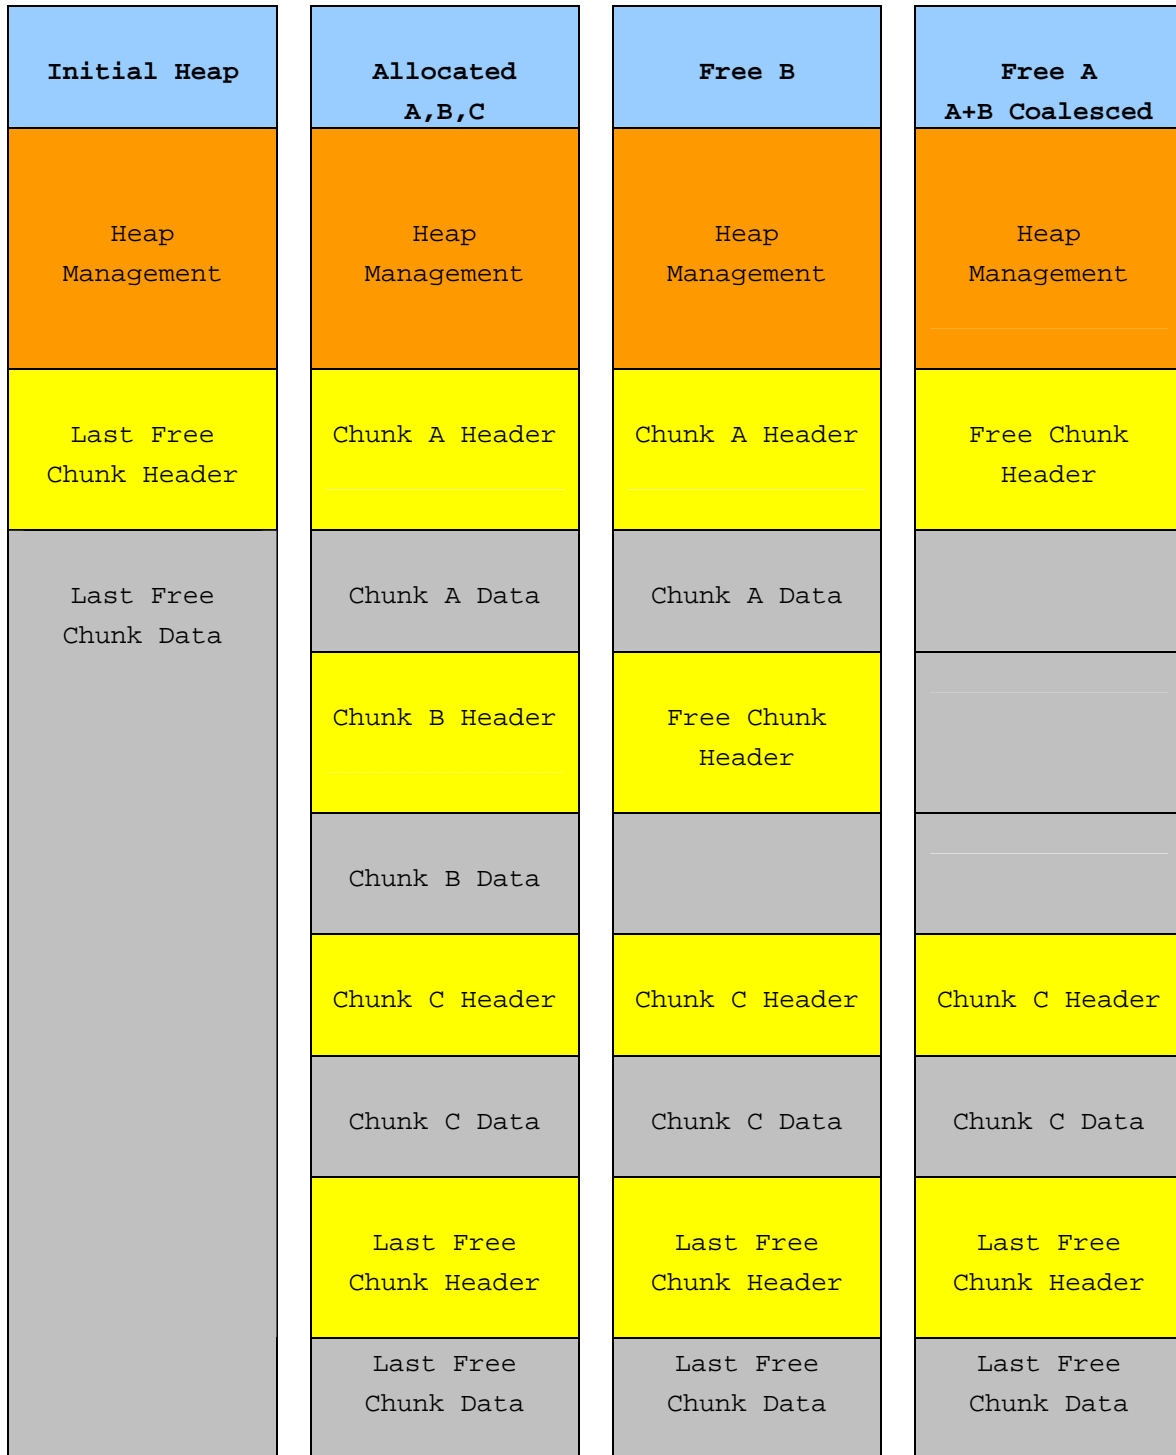 Initial Heap
Heap
Management
Last Free
Chunk Header
Last Free
Chunk Data
Allocated
A,B,C
Heap
Management
Chunk A Header
Chunk A Data
Chunk B Header
Chunk B Data
Chunk C Header
Chunk C Data
Last Free
Chunk Header
Last Free
Chunk Data
Free B
Heap
Management
Chunk A Header
Chunk A Data
Free Chunk
Header
Chunk C Header
Chunk C Data
Last Free
Chunk Header
Last Free
Chunk Data
Free A
A+B Coalesced
Heap
Management
Free Chunk
Header
Chunk C Header
Chunk C Data
Last Free
Chunk Header
Last Free
Chunk Data